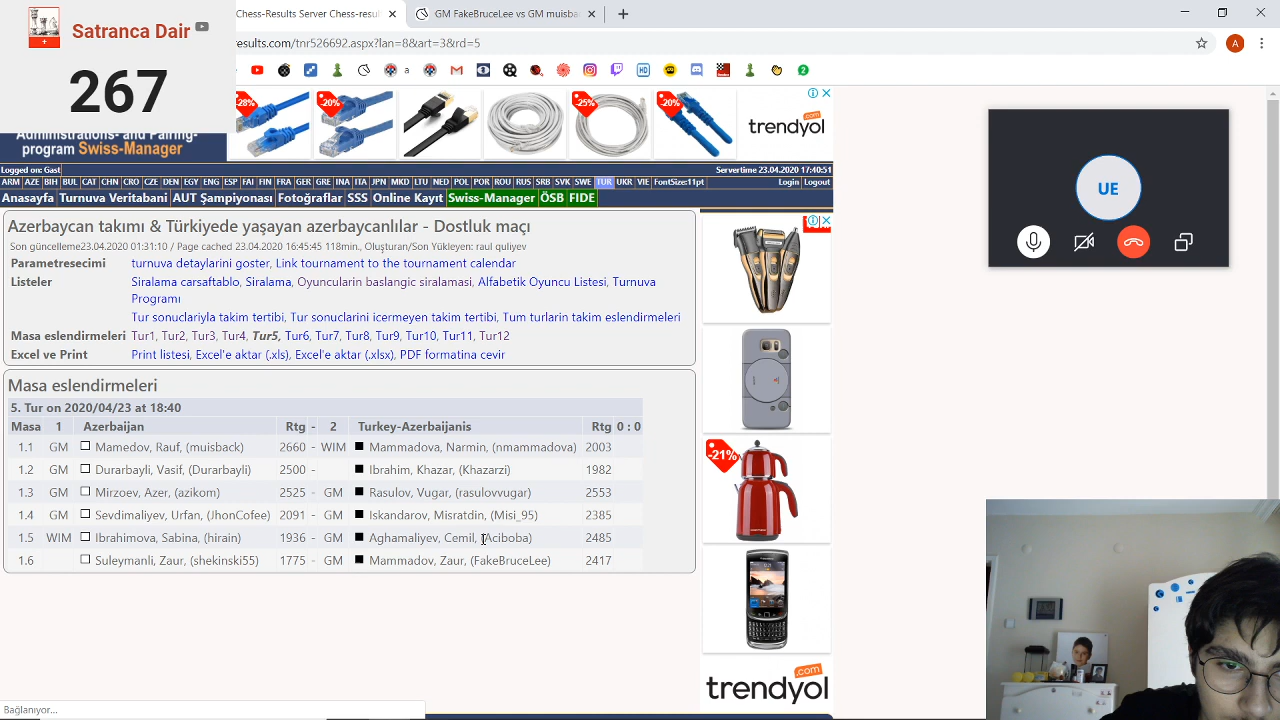 Satranca Dair
267
Chess-Results Server Chess-resul
GM FakeBruceLee vs GM muisba
esults.com/tnr526692.aspx?lan=8&art=3&rd=5
A
a
2
-28%
-20%
-25%
-20%
trendyol
Administrations- and Pairing-
program Swiss-Manager
Logged on: Gast
Servertime 23.04.2020 17:40:51
ARM AZE BIH BUL CAT CHN CRO CZE DEN EGY ENG ESP FAI FIN FRA GER GRE INA ITA JPN MKD LTU NED POL POR ROU RUS SRB SVK SWE TUR UKR VIE FontSize:11pt
Login Logout
Anasayfa Turnuva Veritabani AUT Şampiyonası Fotoğraflar SSS Online Kayıt Swiss-Manager ÖSB FIDE
Azerbaycan takımı & Türkiyede yaşayan azerbaycanlılar - Dostluk maçı
Son güncelleme23.04.2020 01:31:10 / Page cached 23.04.2020 16:45:45 118min., Oluşturan/Son Yükleyen: raul quliyev
Parametresecimi turnuva detaylarini goster, Link tournament to the tournament calendar
Listeler Siralama carsaftablo, Siralama, Oyuncularin baslangic siralamasi, Alfabetik Oyuncu Listesi, Turnuva
Programı
Tur sonuclariyla takim tertibi, Tur sonuclarini icermeyen takim tertibi, Tum turlarin takim eslendirmeleri
Masa eslendirmeleri Tur1, Tur2, Tur3, Tur4, Tur5, Tur6, Tur7, Tur8, Tur9, Tur10, Tur11, Tur12
Excel ve Print Print listesi, Excel'e aktar (.xls), Excel'e aktar (.xlsx), PDF formatina cevir
Masa eslendirmeleri
5. Tur on 2020/04/23 at 18:40
Masa 1 Azerbaijan Rtg - 2 Turkey-Azerbaijanis Rtg 0 : 0
1.1 GM Mamedov, Rauf, (muisback) 2660 - WIM Mammadova, Narmin, (nmammadova) 2003
1.2 GM Durarbayli, Vasif, (Durarbayli) 2500 - Ibrahim, Khazar, (Khazarzi) 1982
1.3 GM Mirzoev, Azer, (azikom) 2525 - GM Rasulov, Vugar, (rasulovvugar) 2553
1.4 GM Sevdimaliyev, Urfan, (JhonCofee) 2091 - GM Iskandarov, Misratdin, (Misi_95) 2385
1.5 WIM Ibrahimova, Sabina, 1936 - GM Aghamaliyev, Cemil, 2485
1.6 Suleymanli, Zaur, (shekinski55) 1775 - GM Mammadov, Zaur, (FakeBruceLee) 2417
-21%
trendyol
UE
Bağlanıyor...